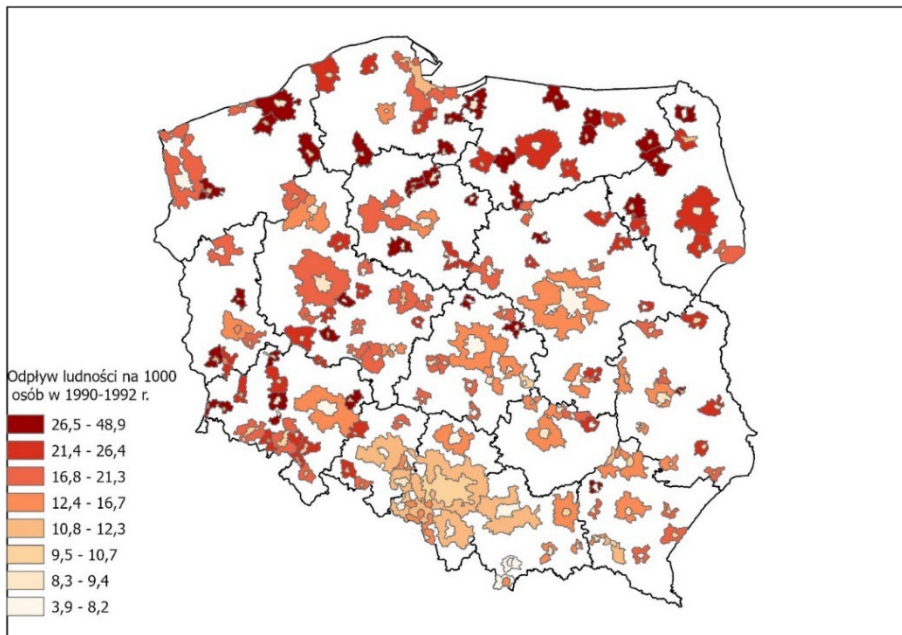 Odpływ ludności na 1000
osób w 1990-1992 r.
26,5 - 48,9
21,4 - 26,4
16,8 - 21,3
12,4 - 16,7
10,8 - 12,3
9,5 - 10,7
8,3 - 9,4
3,9 - 8,2